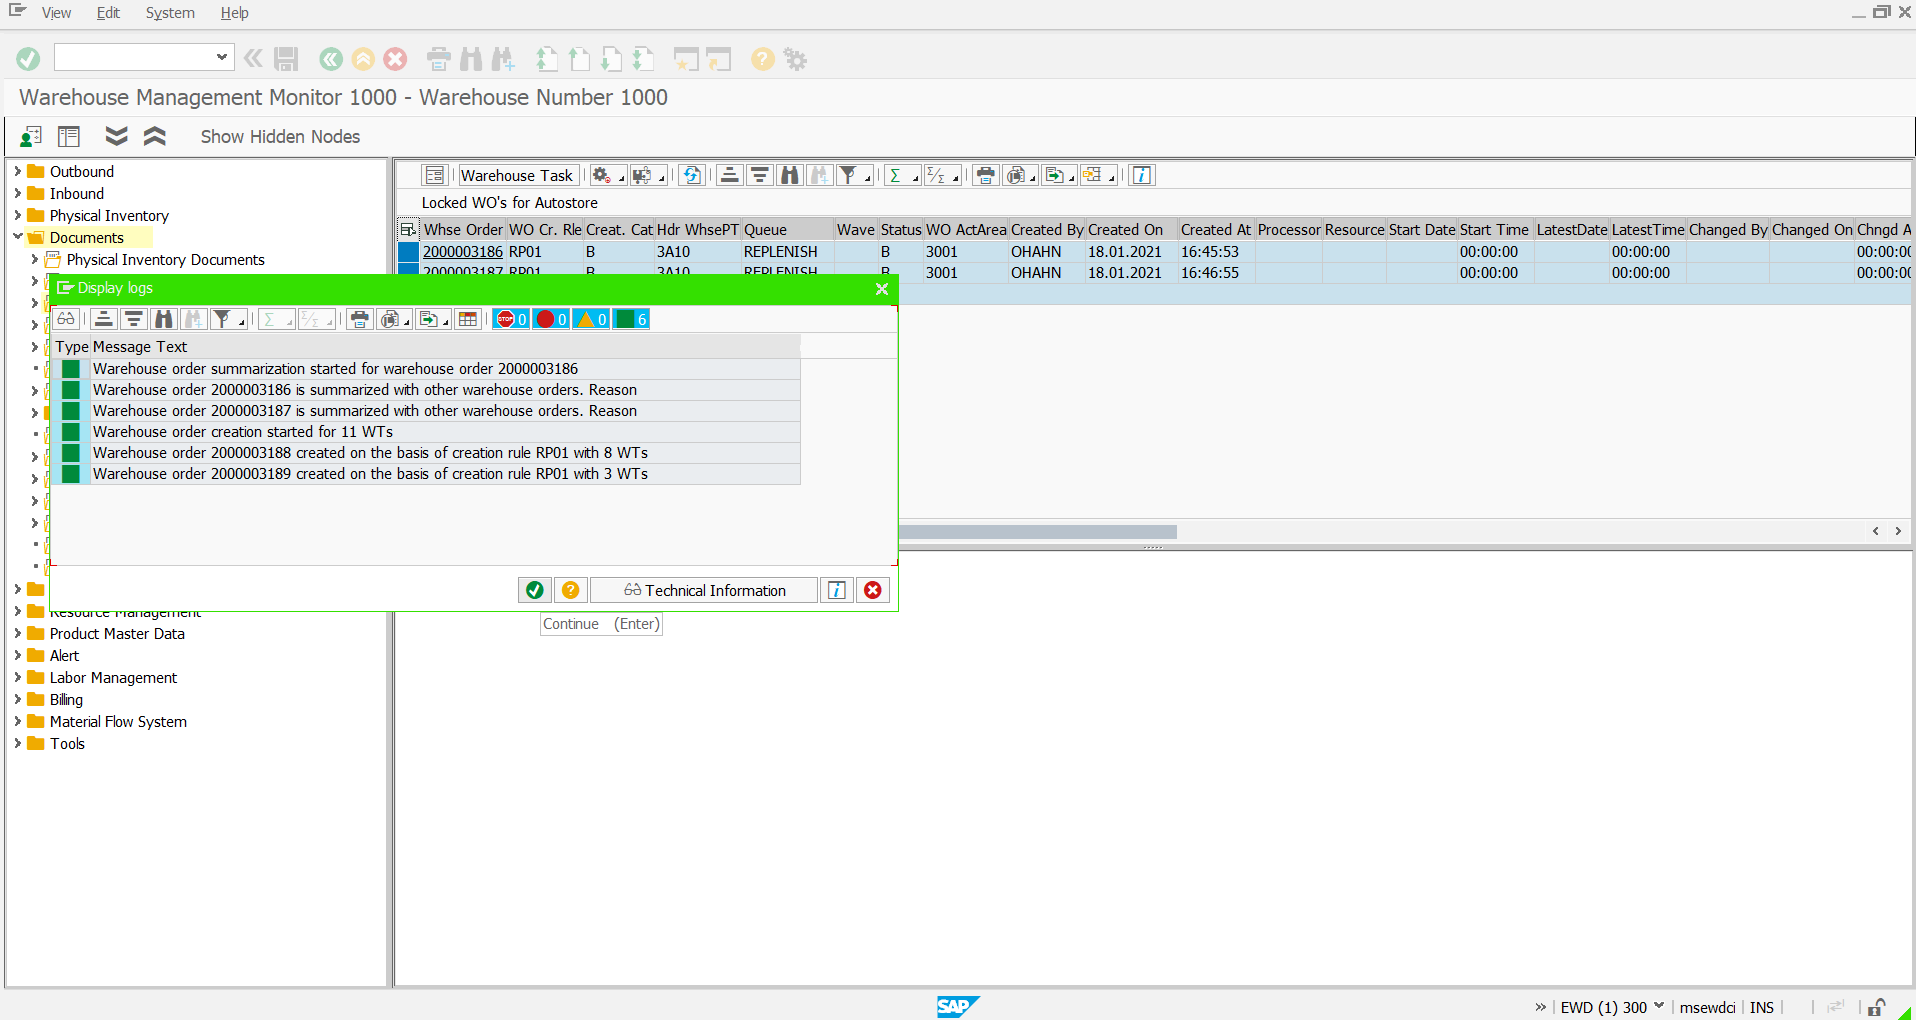 View Edit System Help
Warehouse Management Monitor 1000 - Warehouse Number 1000
Show Hidden Nodes
Outbound
Inbound
Physical Inventory
Documents
Physical Inventory Documents
Resource Management
Product Master Data
Alert
Labor Management
Billing
Material Flow System
Tools
Warehouse Task
Locked WO's for Autostore
Whse Order WO Cr. Rle Creat. Cat Hdr WhsePT Queue Wave Status WO ActArea Created By Created On Created At Processor Resource Start Date Start Time LatestDate LatestTime Changed By Changed On Chngd A
2000003186 RP01 B 3A10 REPLENISH B 3001 OHAHN 18.01.2021 16:45:53 00:00:00 00:00:00 00:00:00
2000003187 RP01 B 3A10 REPLENISH B 3001 OHAHN 18.01.2021 16:46:55 00:00:00 00:00:00 00:00:00
Display logs
STOP 0 0 0 6
Type Message Text
Warehouse order summarization started for warehouse order 2000003186
Warehouse order 2000003186 is summarized with other warehouse orders. Reason
Warehouse order 2000003187 is summarized with other warehouse orders. Reason
Warehouse order creation started for 11 WTs
Warehouse order 2000003188 created on the basis of creation rule RP01 with 8 WTs
Warehouse order 2000003189 created on the basis of creation rule RP01 with 3 WTs
Technical Information
Continue (Enter)
SAP
EWD (1) 300 msewdci INS